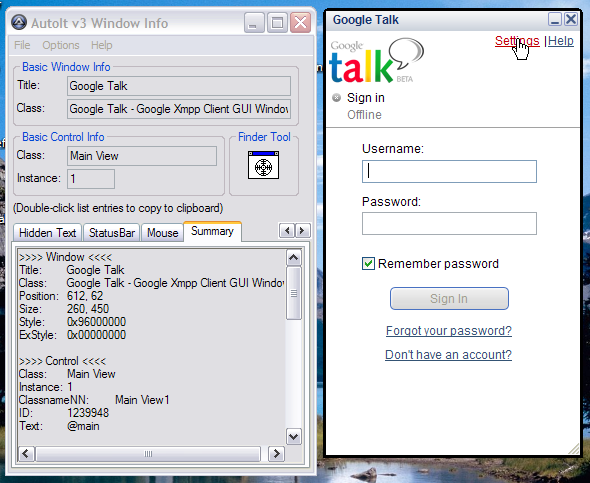 AutoIt v3 Window Info
File Options Help
Basic Window Info
Title: Google Talk
Class: Google Talk - Google Xmpp Client GUI Window
Basic Control Info
Class: Main View
Instance: 1
Finder Tool
(Double-click list entries to copy to clipboard)
Hidden Text StatusBar Mouse Summary
>>>> Window <<<<
Title: Google Talk
Class: Google Talk - Google Xmpp Client GUI Window
Position: 612, 62
Size: 260, 450
Style: 0x96000000
ExStyle: 0x00000000
>>>> Control <<<<
Class: Main View
Instance: 1
ClassnameNN: Main View1
ID: 1239948
Text: @main
Google Talk
Settings | Help
Google
talk
BETA
Sign in
Offline
Username:
Password:
Remember password
Sign In
Forgot your password?
Don't have an account?